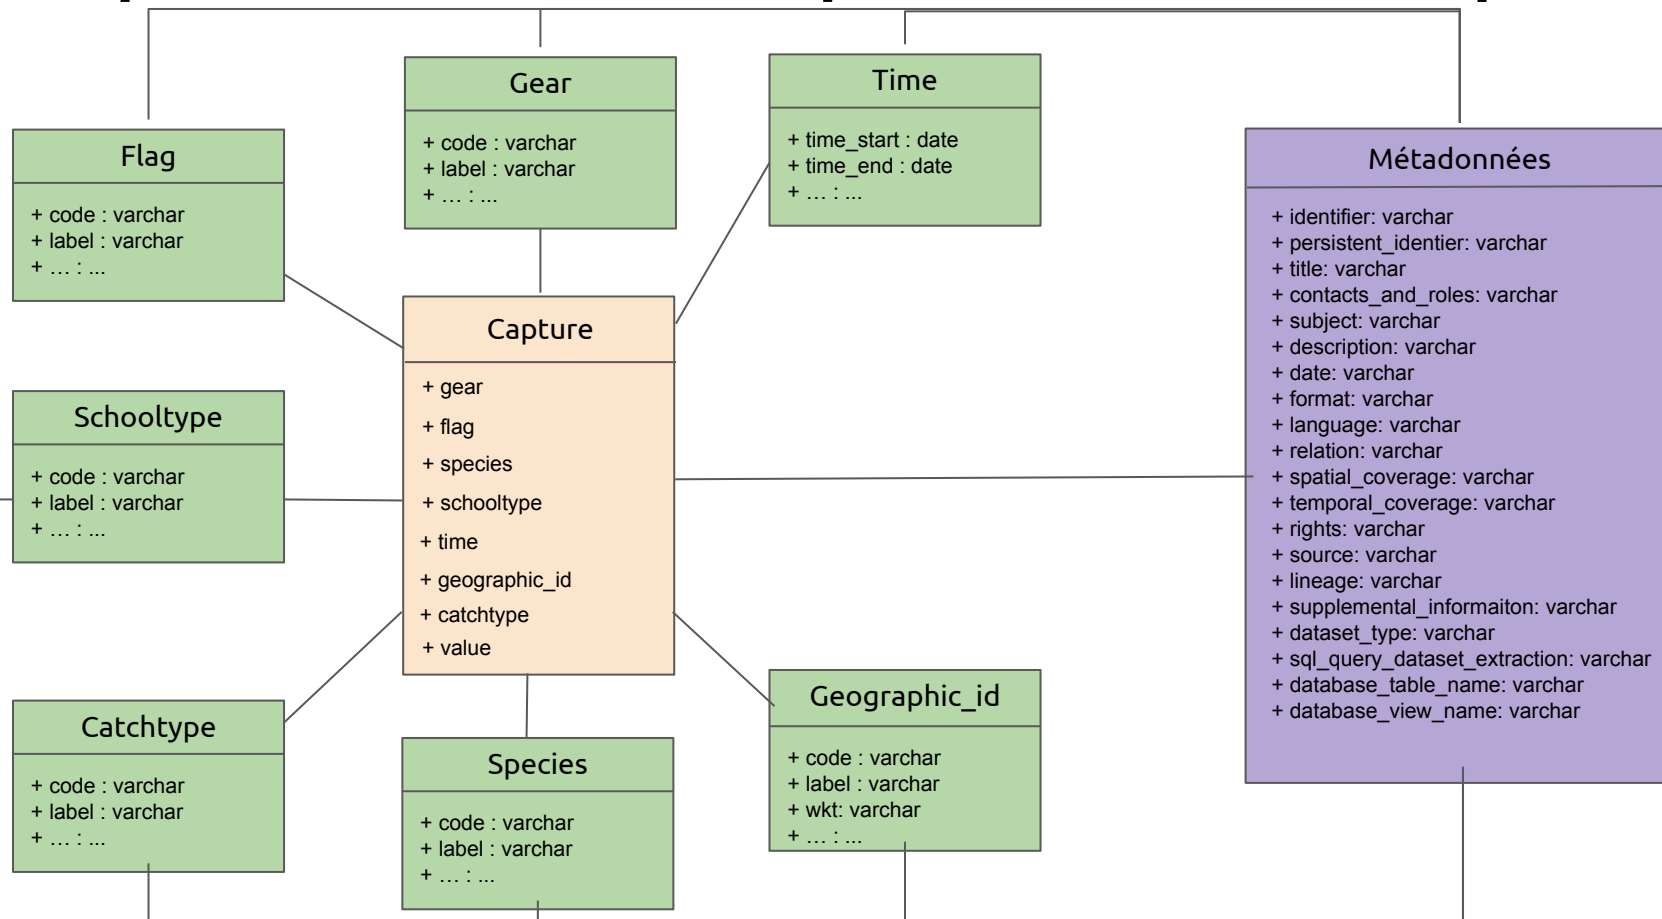 Gear
+ code : varchar
+ label : varchar
+ ... : ...
Time
+ time_start : date
+ time_end : date
+ ... : ...
Flag
+ code : varchar
+ label : varchar
+ ... : ...
Métadonnées
+ identifier: varchar
+ persistent_identier: varchar
+ title: varchar
+ contacts_and_roles: varchar
+ subject: varchar
+ description: varchar
+ date: varchar
+ format: varchar
+ language: varchar
+ relation: varchar
+ spatial_coverage: varchar
+ temporal_coverage: varchar
+ rights: varchar
+ source: varchar
+ lineage: varchar
+ supplemental_informaiton: varchar
+ dataset_type: varchar
+ sql_query_dataset_extraction: varchar
+ database_table_name: varchar
+ database_view_name: varchar
Capture
+ gear
+ flag
+ species
+ schooltype
+ time
+ geographic_id
+ catchtype
+ value
Schooltype
+ code : varchar
+ label : varchar
+ ... : ...
Catchtype
+ code : varchar
+ label : varchar
+ ... : ...
Species
+ code : varchar
+ label : varchar
+ ... : ...
Geographic_id
+ code : varchar
+ label : varchar
+ wkt: varchar
+ ... : ...